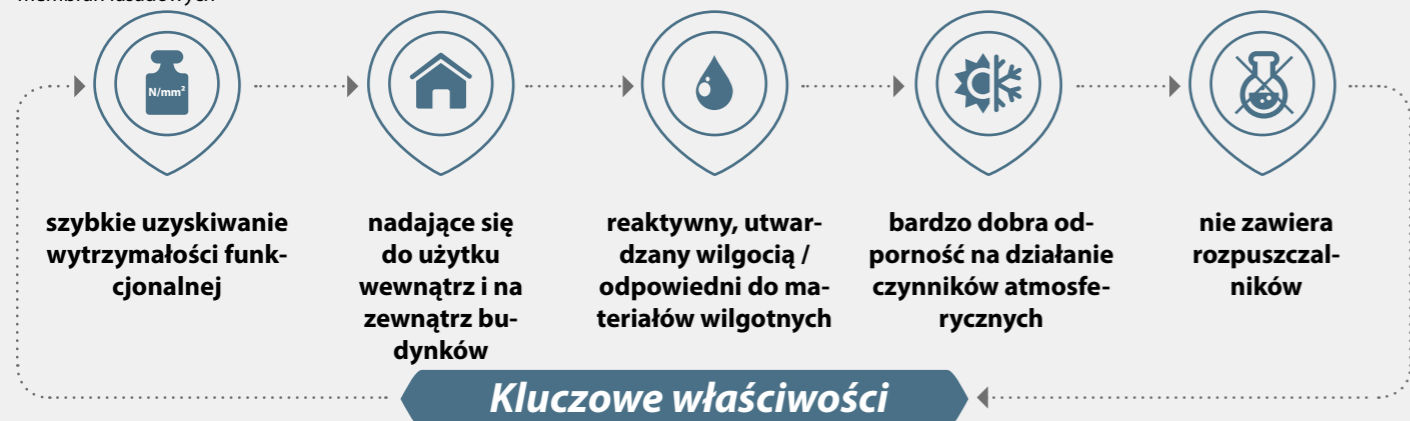 membran fasadowych
N/mm²
szybkie uzyskiwanie
wytrzymałości funk-
cjonalnej
nadające się
do użytku
wewnątrz i na
zewnątrz bu-
dynków
reaktywny, utwar-
dzany wilgocią /
odpowiedni do ma-
teriałów wilgotnych
bardzo dobra od-
porność na działanie
czynników atmosfe-
rycznych
nie zawiera
rozpuszczal-
ników
Kluczowe właściwości